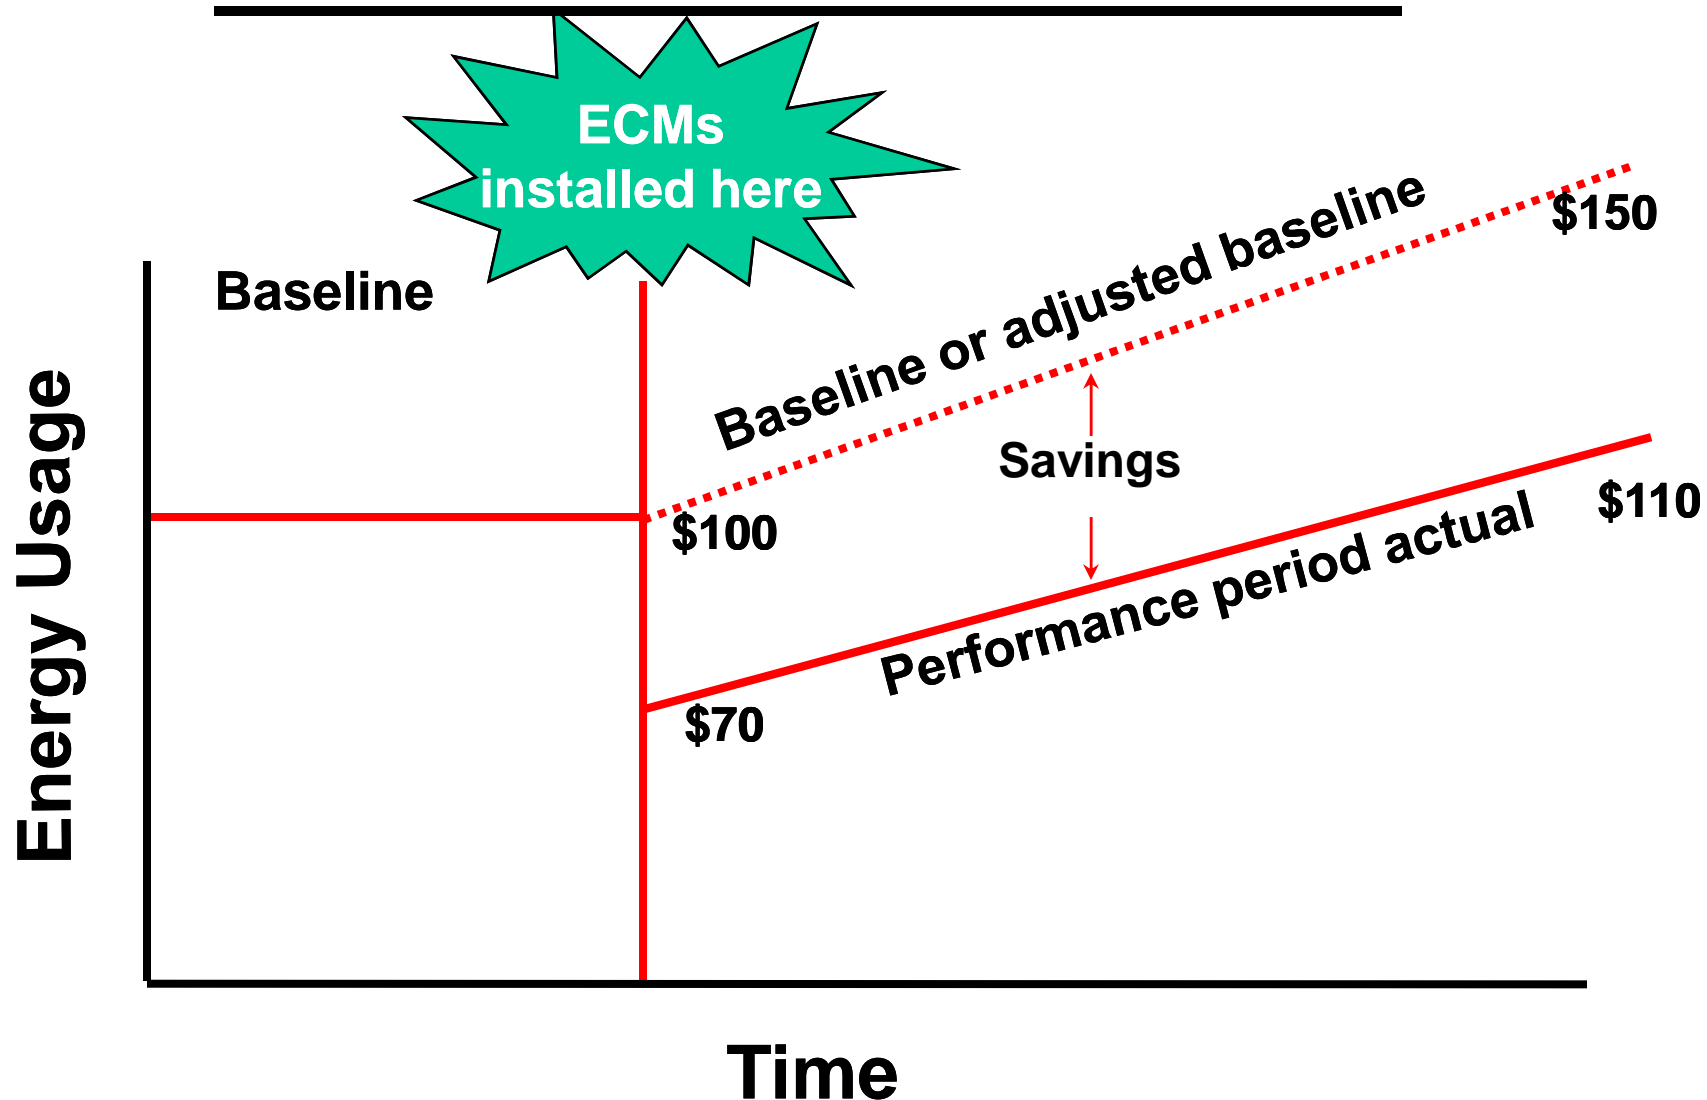 ECMs
installed here
Baseline
Baseline or adjusted baseline
$150
Savings
$100
$110
Performance period actual
$70
Energy Usage
Time